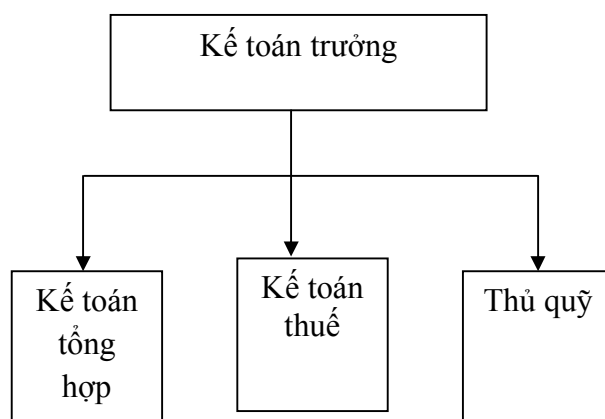 Kế toán trưởng
Kế toán
tổng
hợp
Kế toán
thuế
Thủ quỹ